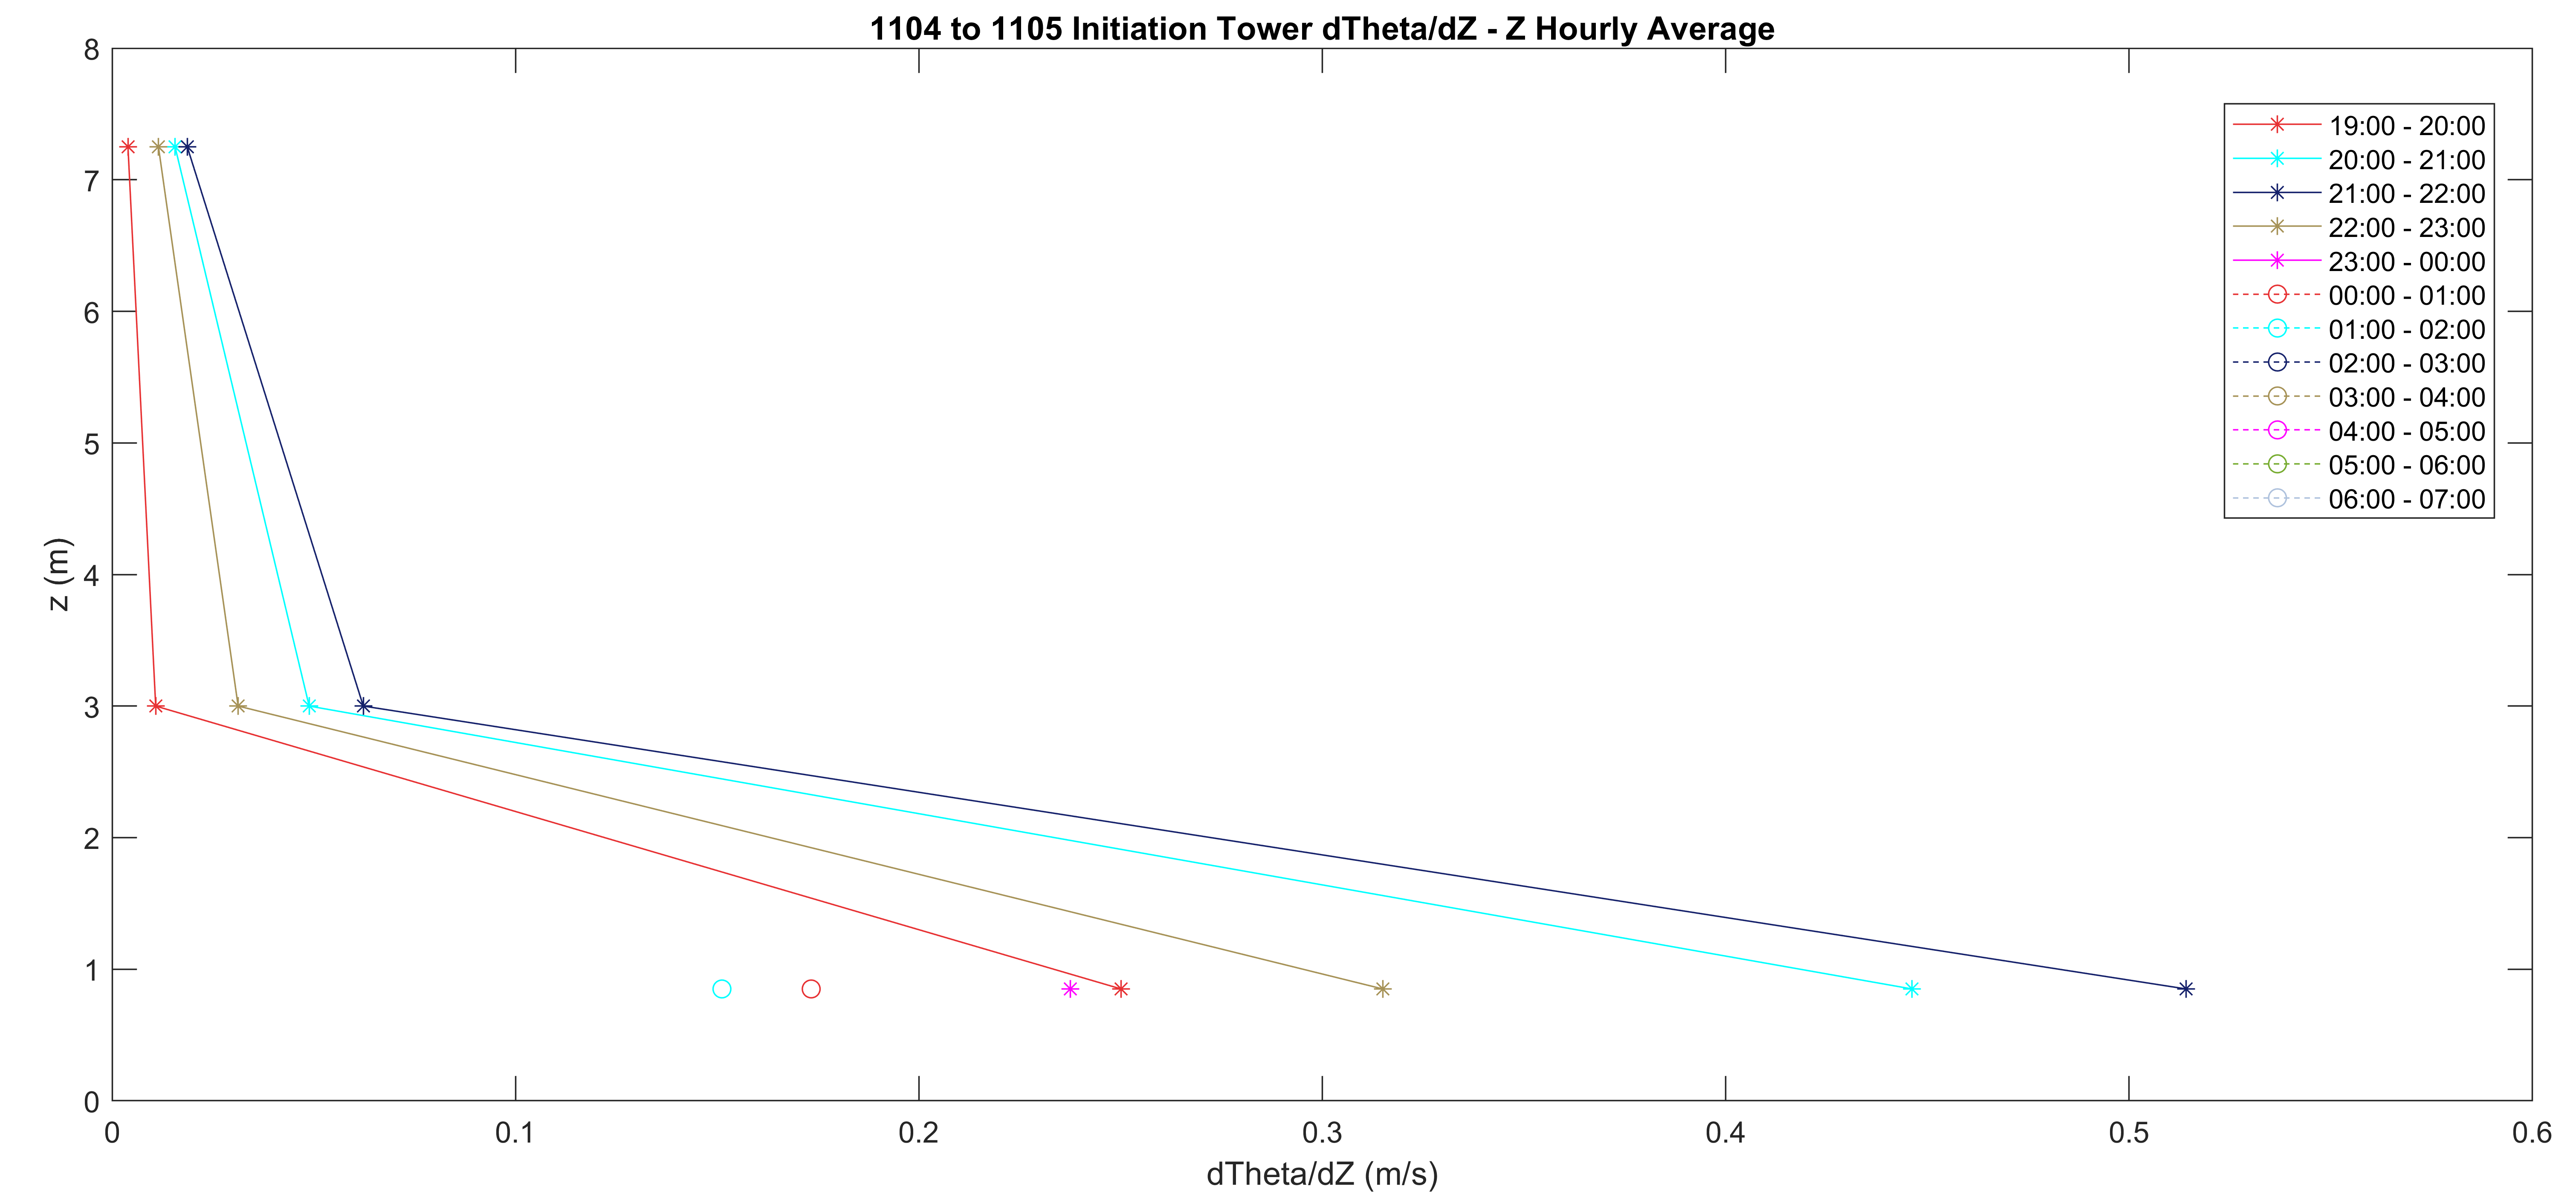 1104 to 1105 Initiation Tower dTheta/dZ - Z Hourly Average
8
7
6
5
4
3
2
1
0
z (m)
19:00 - 20:00
20:00 - 21:00
21:00 - 22:00
22:00 - 23:00
23:00 - 00:00
00:00 - 01:00
01:00 - 02:00
02:00 - 03:00
03:00 - 04:00
04:00 - 05:00
05:00 - 06:00
06:00 - 07:00
0 0.1 0.2 0.3 0.4 0.5 0.6
dTheta/dZ (m/s)